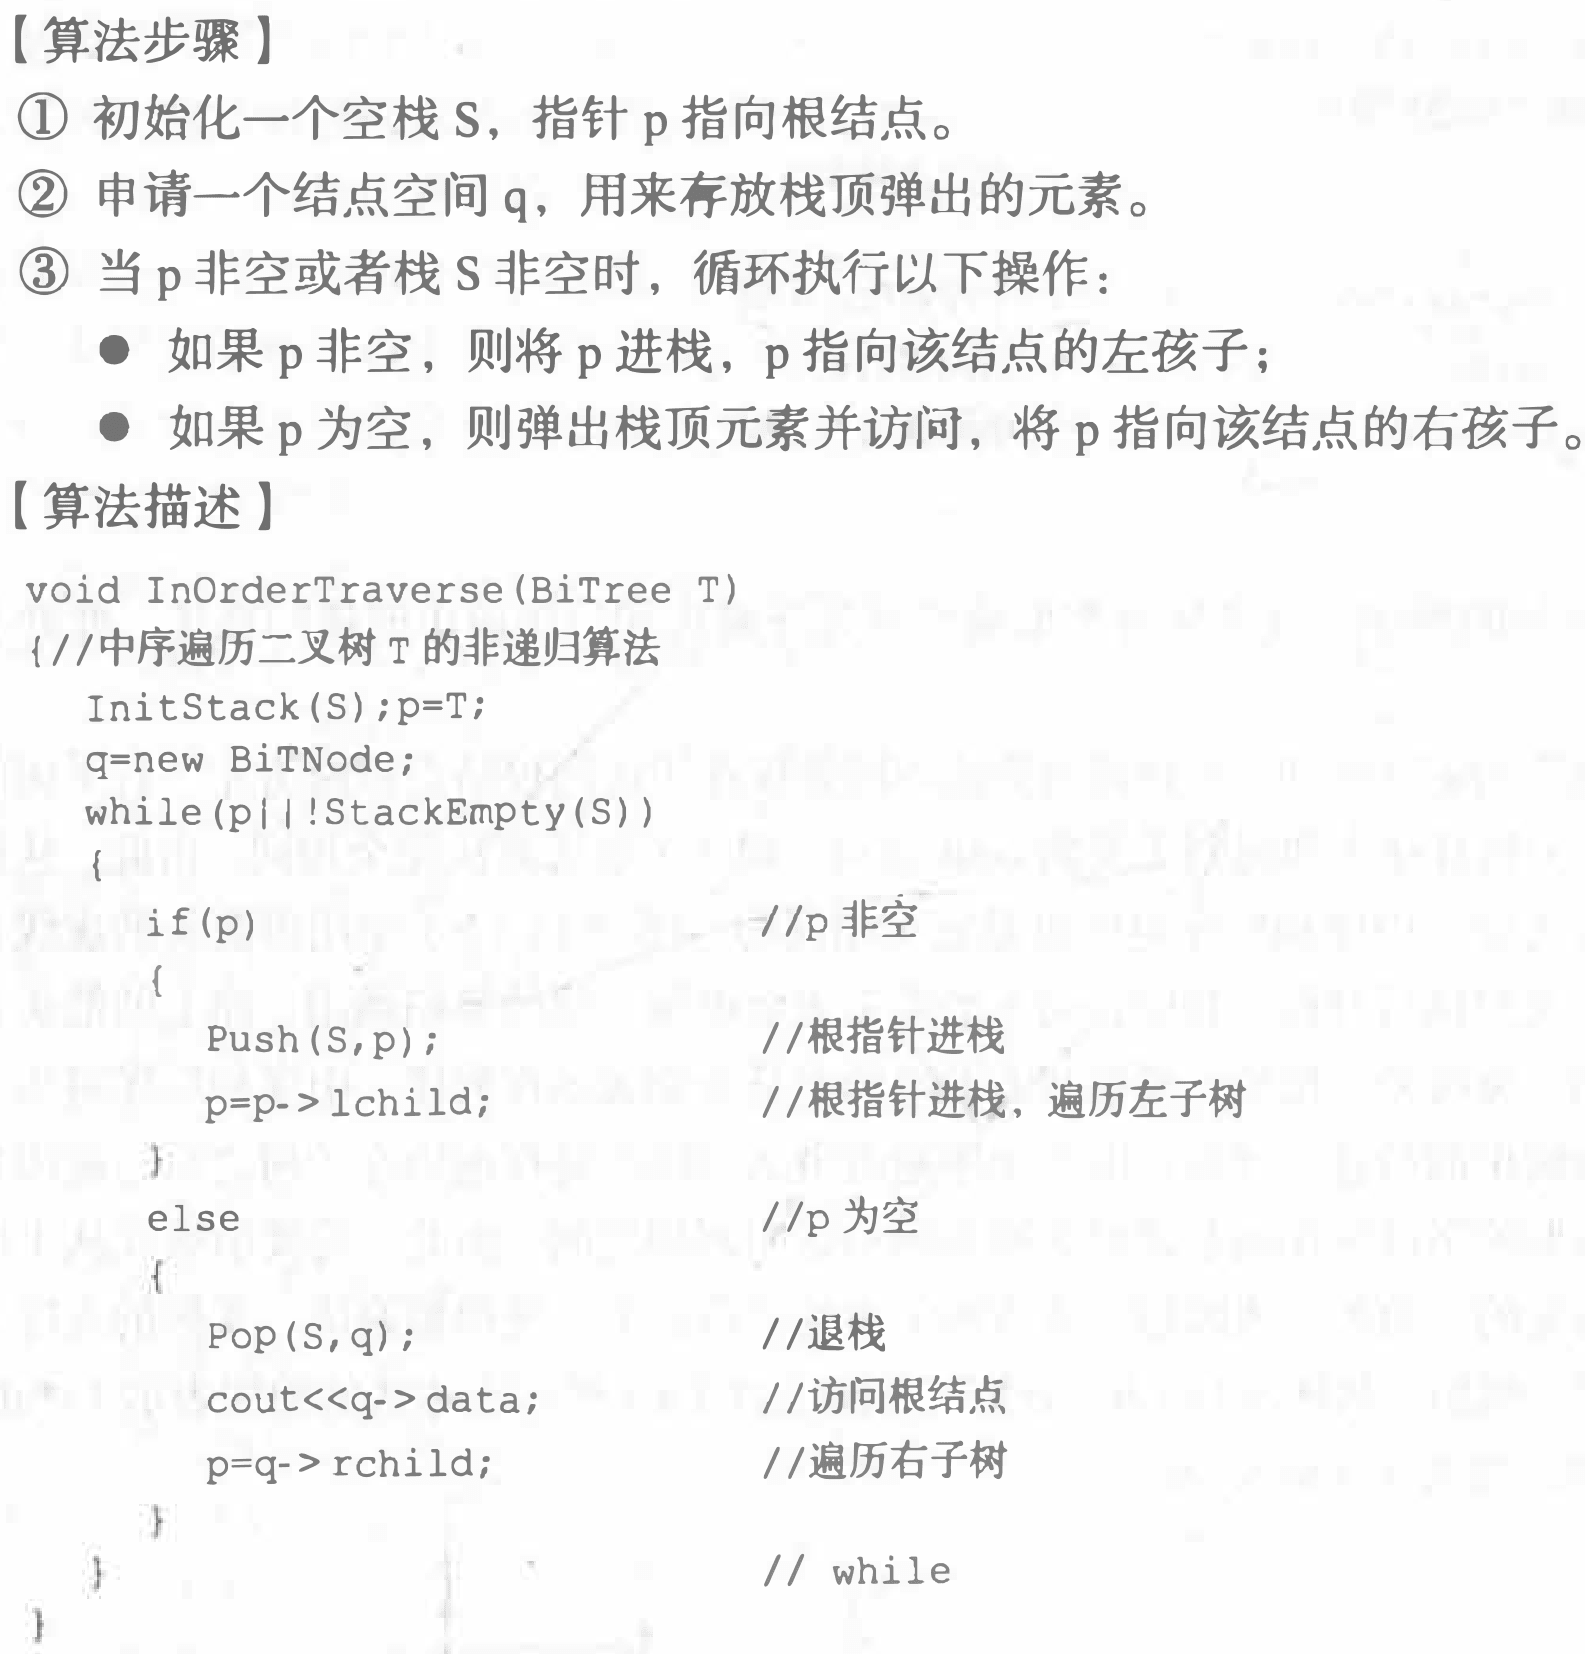 【算法步骤】
① 初始化一个空栈 S，指针 p 指向根结点。
② 申请一个结点空间 q，用来存放栈顶弹出的元素。
③ 当 p 非空或者栈 S 非空时，循环执行以下操作：
● 如果 p 非空，则将 p 进栈，p 指向该结点的左孩子；
● 如果 p 为空，则弹出栈顶元素并访问，将 p 指向该结点的右孩子。
【算法描述】
void InOrderTraverse(BiTree T)
{//中序遍历二叉树 T 的非递归算法
InitStack(S);p=T;
q=new BiTNode;
while(p||!StackEmpty(S))
{
if(p) //p 非空
{
Push(S,p); //根指针进栈
p=p->lchild; //根指针进栈，遍历左子树
}
else //p 为空
{
Pop(S,q); //退栈
cout<<q->data; //访问根结点
p=q->rchild; //遍历右子树
}
} // while
}